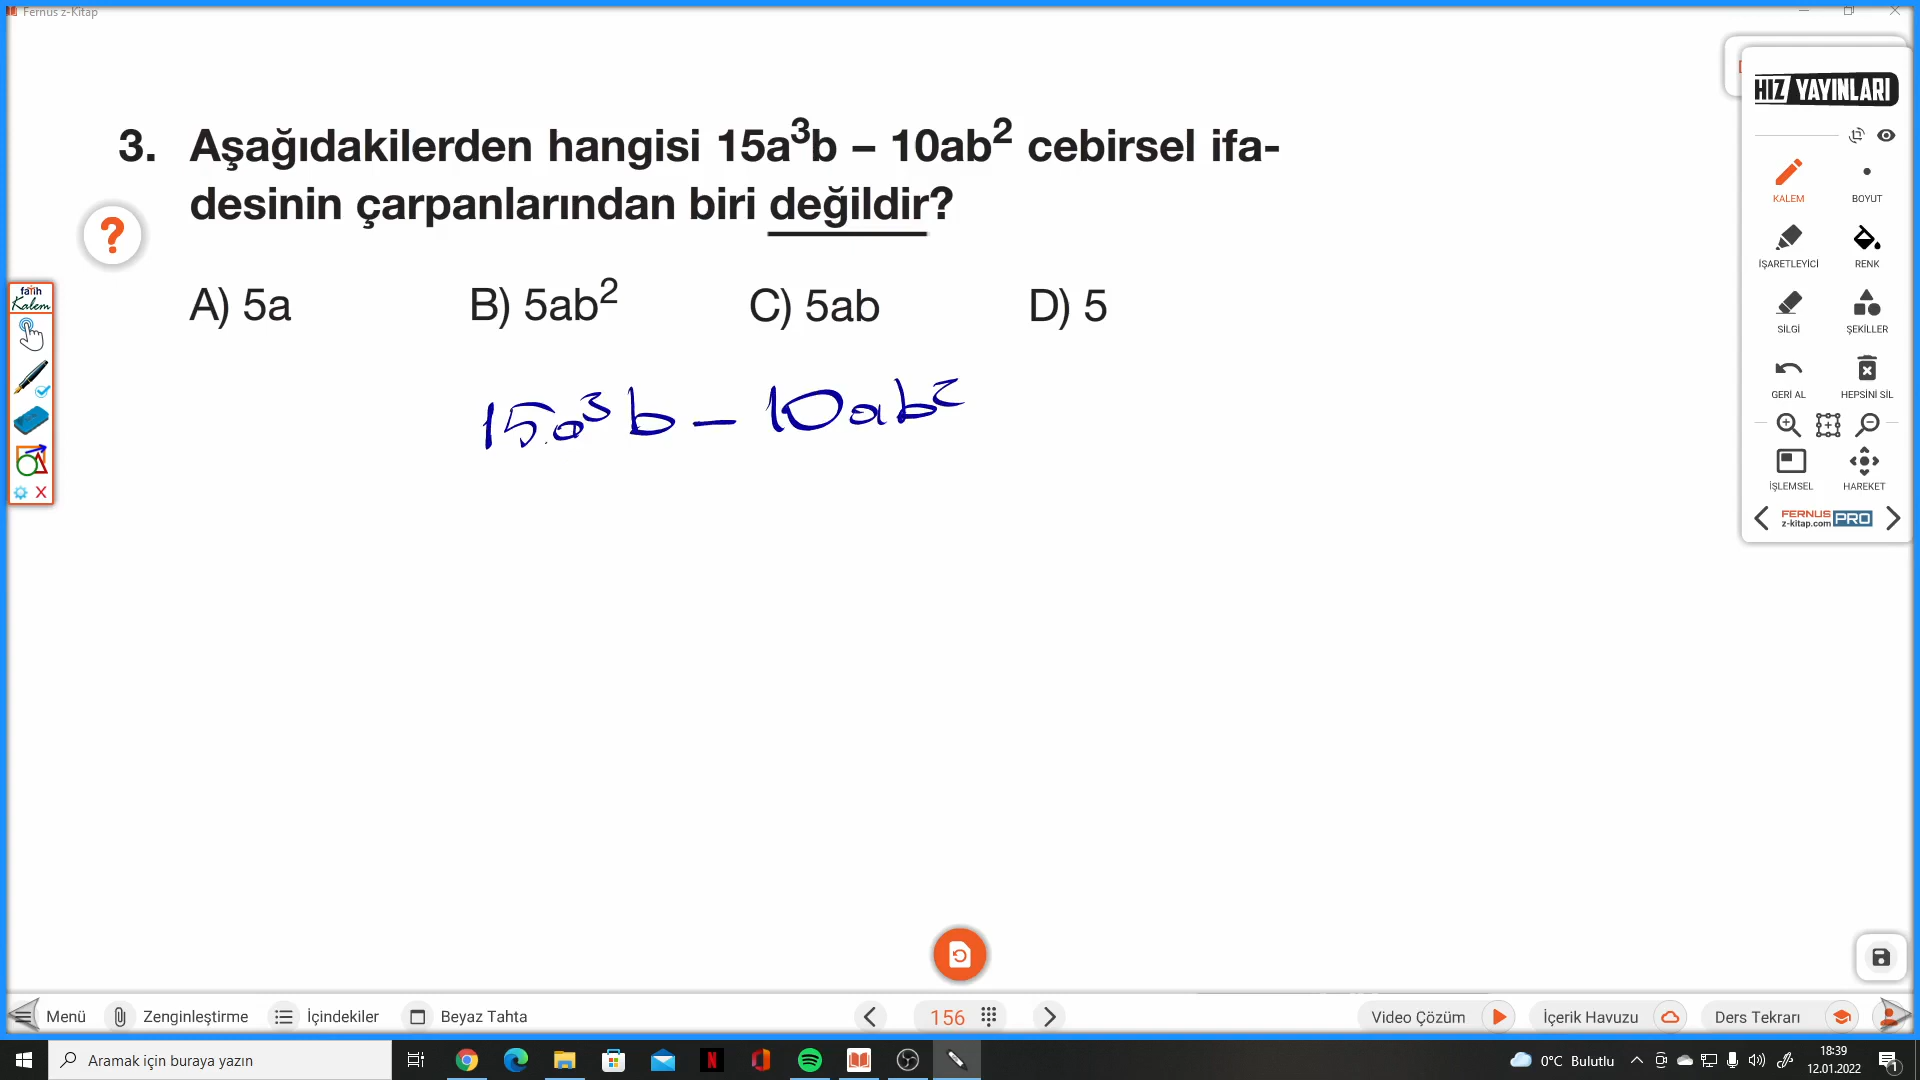 Fernus z-Kitap
HIZ YAYINLARI
3. Aşağıdakilerden hangisi 15a³b – 10ab² cebirsel ifa-
desinin çarpanlarından biri değildir?
?
A) 5a B) 5ab² C) 5ab D) 5
15a³b – 10ab²
fatih
Kalem
KALEM BOYUT
İŞARETLEYİCİ RENK
SİLGİ ŞEKİLLER
GERİ AL HEPSİNİ SİL
İŞLEMSEL HAREKET
FERNUS
z-kitap.com PRO
Menü Zenginleştirme İçindekiler Beyaz Tahta 156 Video Çözüm İçerik Havuzu Ders Tekrarı
Aramak için buraya yazın
0°C Bulutlu
18:39
12.01.2022
1